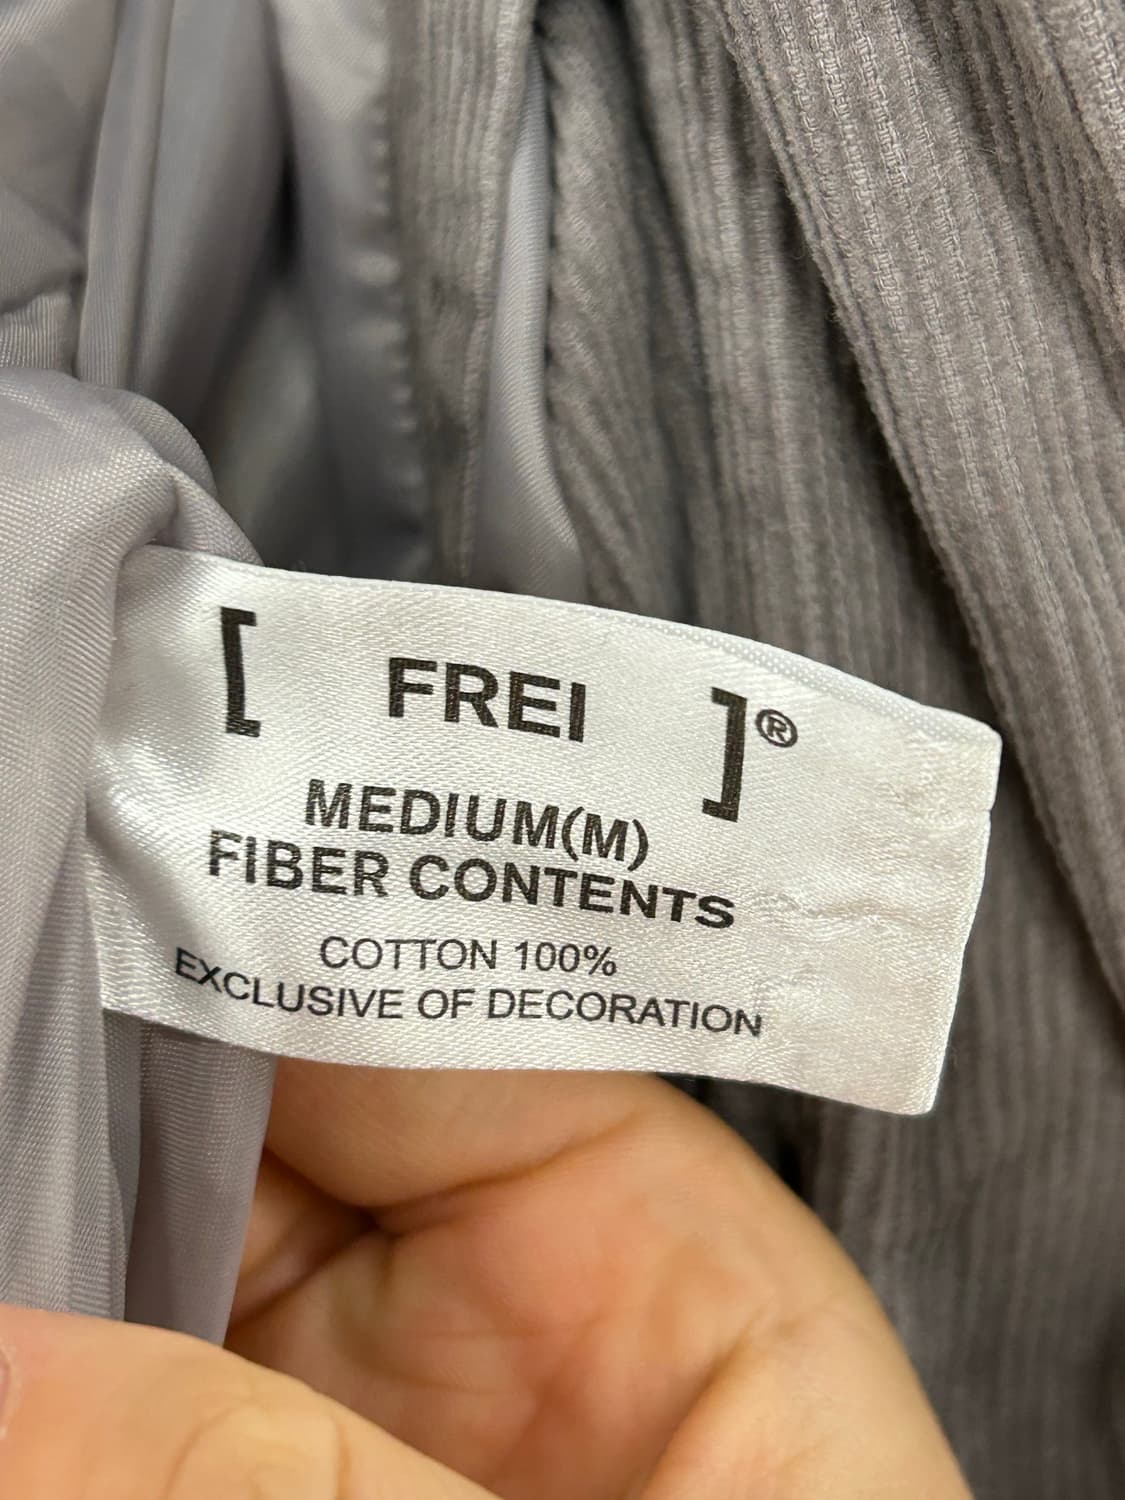 [ FREI ]®
MEDIUM(M)
FIBER CONTENTS
COTTON 100%
EXCLUSIVE OF DECORATION